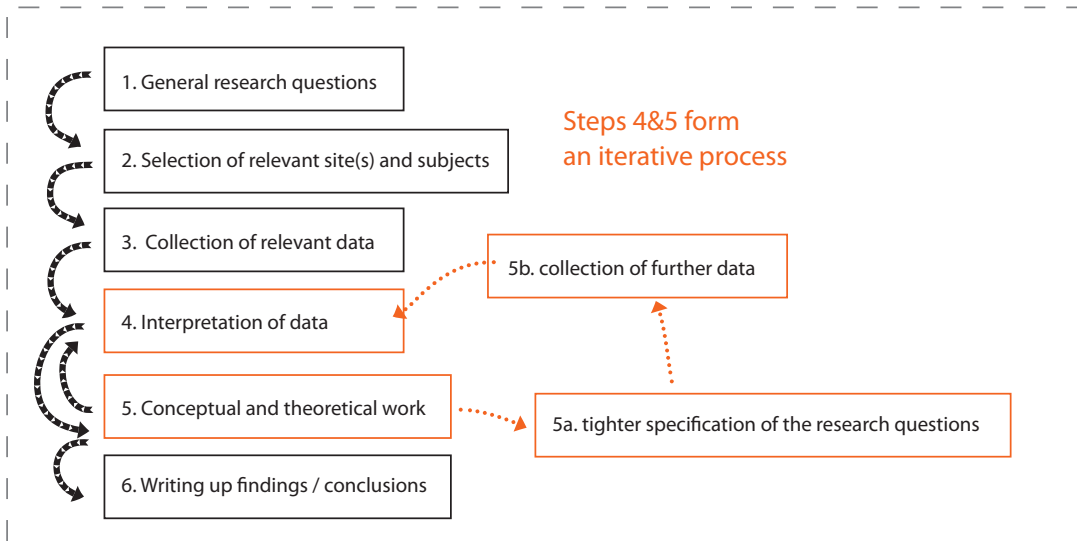 1. General research questions
Steps 4&5 form
an iterative process
2. Selection of relevant site(s) and subjects
3. Collection of relevant data
5b. collection of further data
4. Interpretation of data
5. Conceptual and theoretical work
5a. tighter specification of the research questions
6. Writing up findings / conclusions